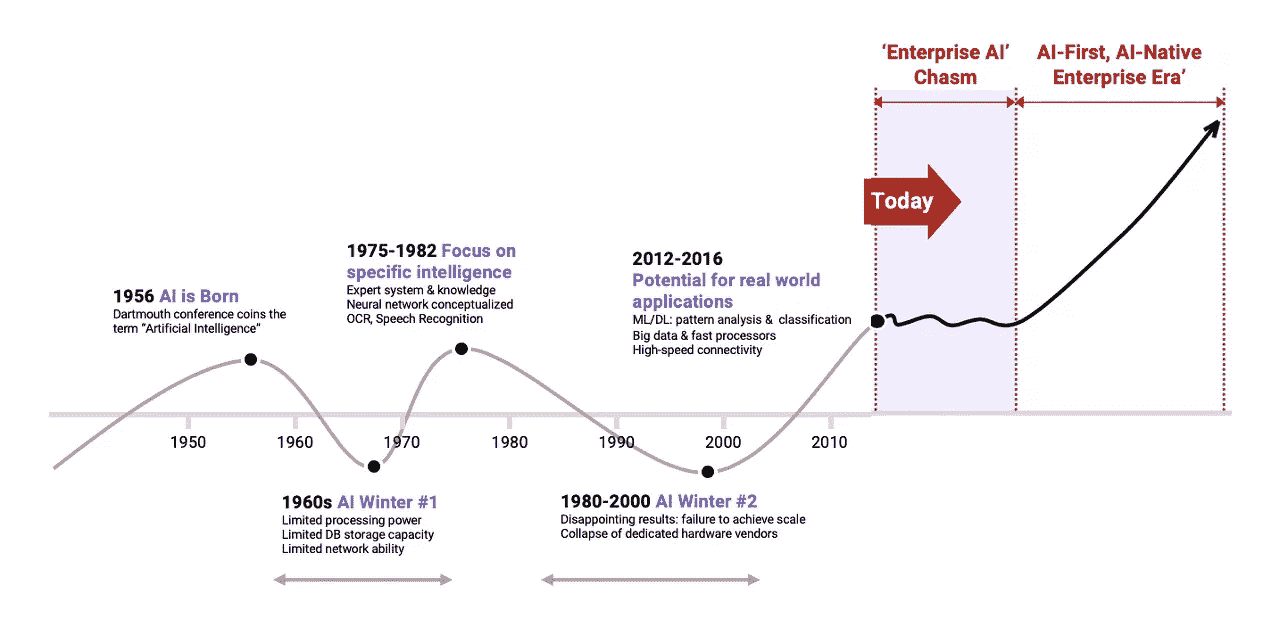 ‘Enterprise AI’
Chasm
AI-First, AI-Native
Enterprise Era’
Today
1956 AI is Born
Dartmouth conference coins the
term “Artificial Intelligence”
1975-1982 Focus on
specific intelligence
Expert system & knowledge
Neural network conceptualized
OCR, Speech Recognition
2012-2016
Potential for real world
applications
ML/DL: pattern analysis & classification
Big data & fast processors
High-speed connectivity
1950 1960 1970 1980 1990 2000 2010
1960s AI Winter #1
Limited processing power
Limited DB storage capacity
Limited network ability
1980-2000 AI Winter #2
Disappointing results: failure to achieve scale
Collapse of dedicated hardware vendors